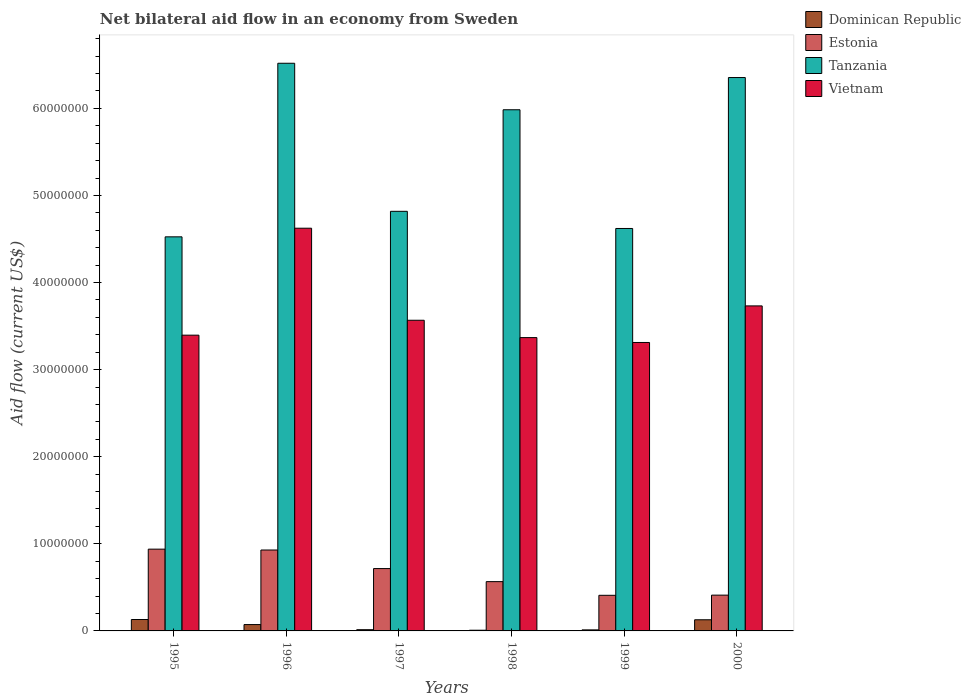 Net bilateral aid flow in an economy from Sweden
Dominican Republic
Estonia
Tanzania
Vietnam
Aid flow (current US$)
60000000
50000000
40000000
30000000
20000000
10000000
0
1995
1996
1997
1998
1999
2000
Years